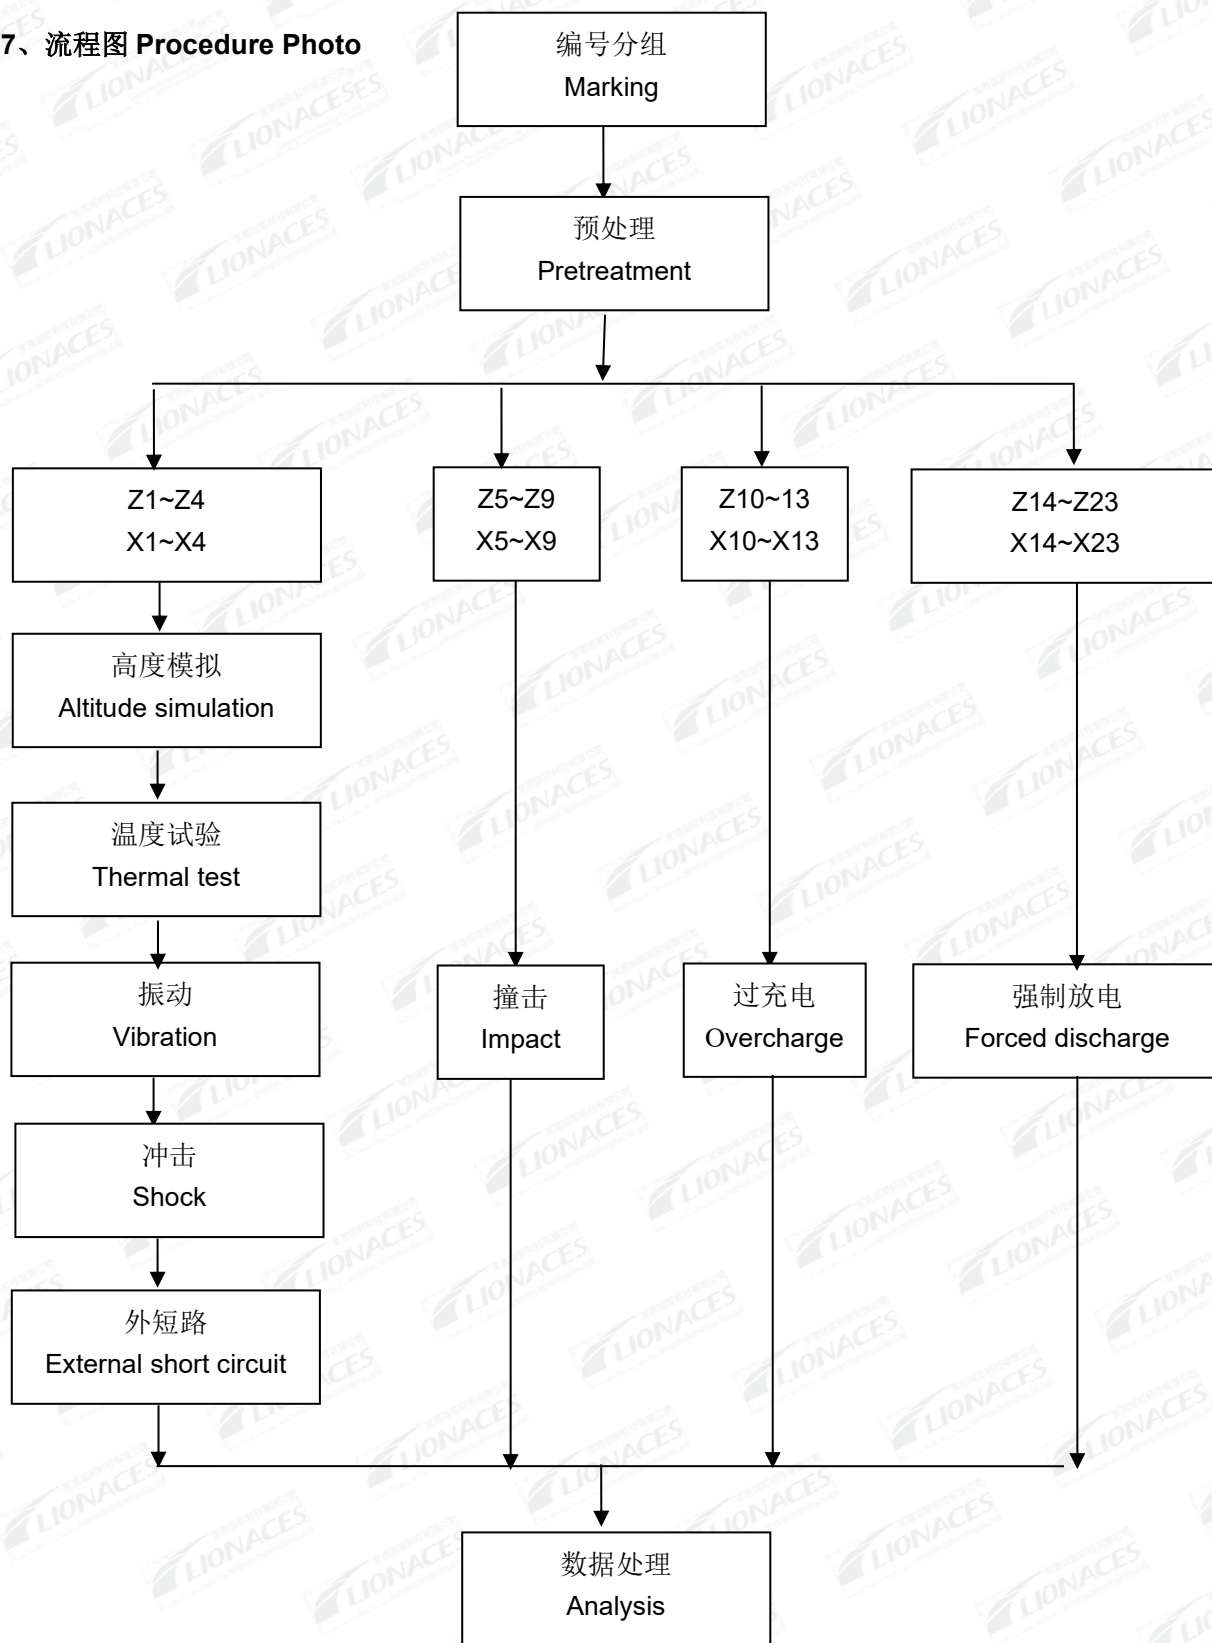 7、流程图 Procedure Photo
编号分组
Marking
预处理
Pretreatment
Z1~Z4
X1~X4
Z5~Z9
X5~X9
Z10~13
X10~X13
Z14~Z23
X14~X23
高度模拟
Altitude simulation
温度试验
Thermal test
振动
Vibration
撞击
Impact
过充电
Overcharge
强制放电
Forced discharge
冲击
Shock
外短路
External short circuit
数据处理
Analysis
LIONACES